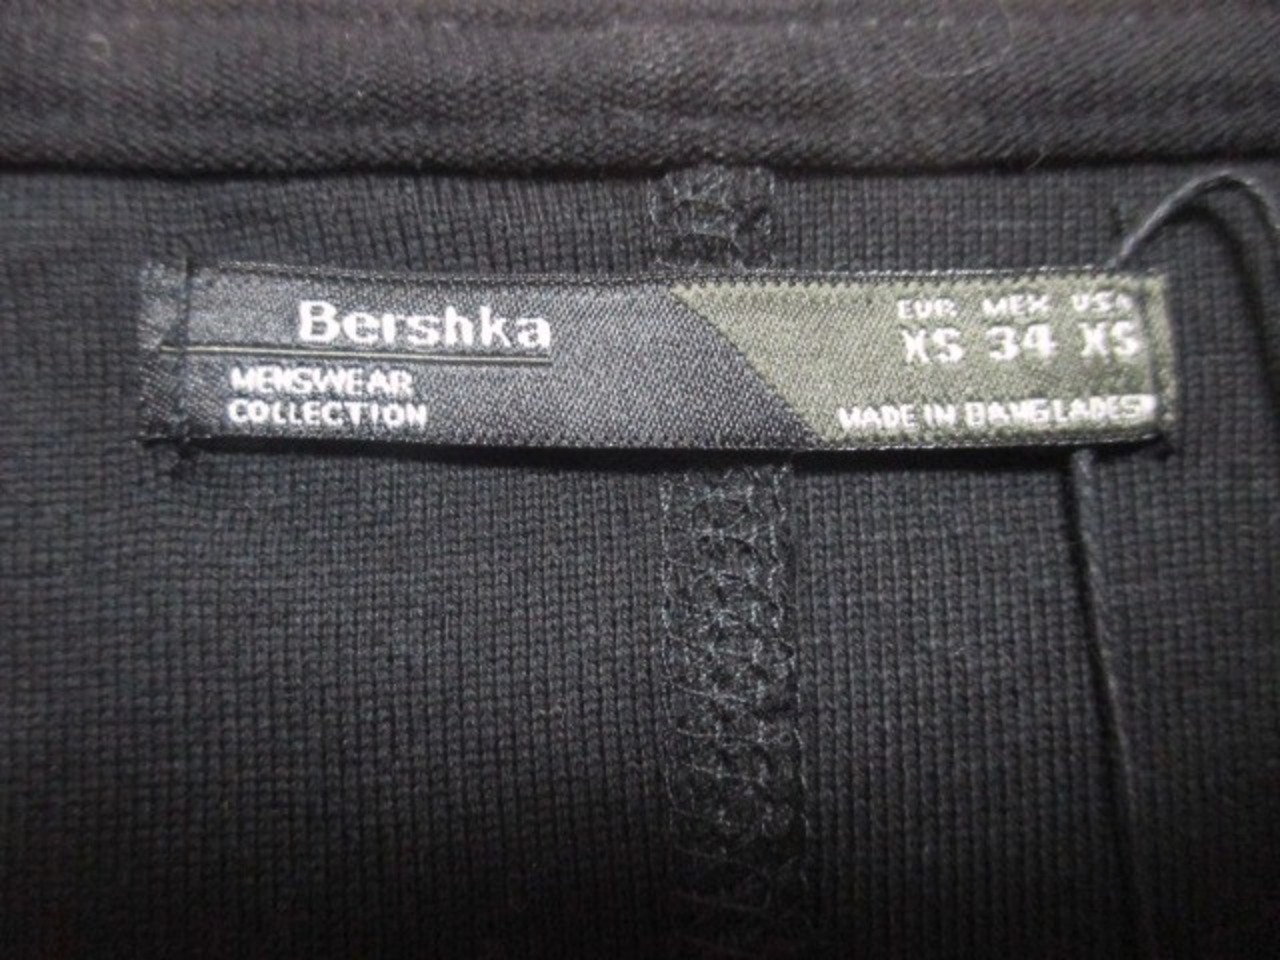 Bershka
MENSWEAR
COLLECTION
EUR MEX USA
XS 34 XS
MADE IN BANGLADESH